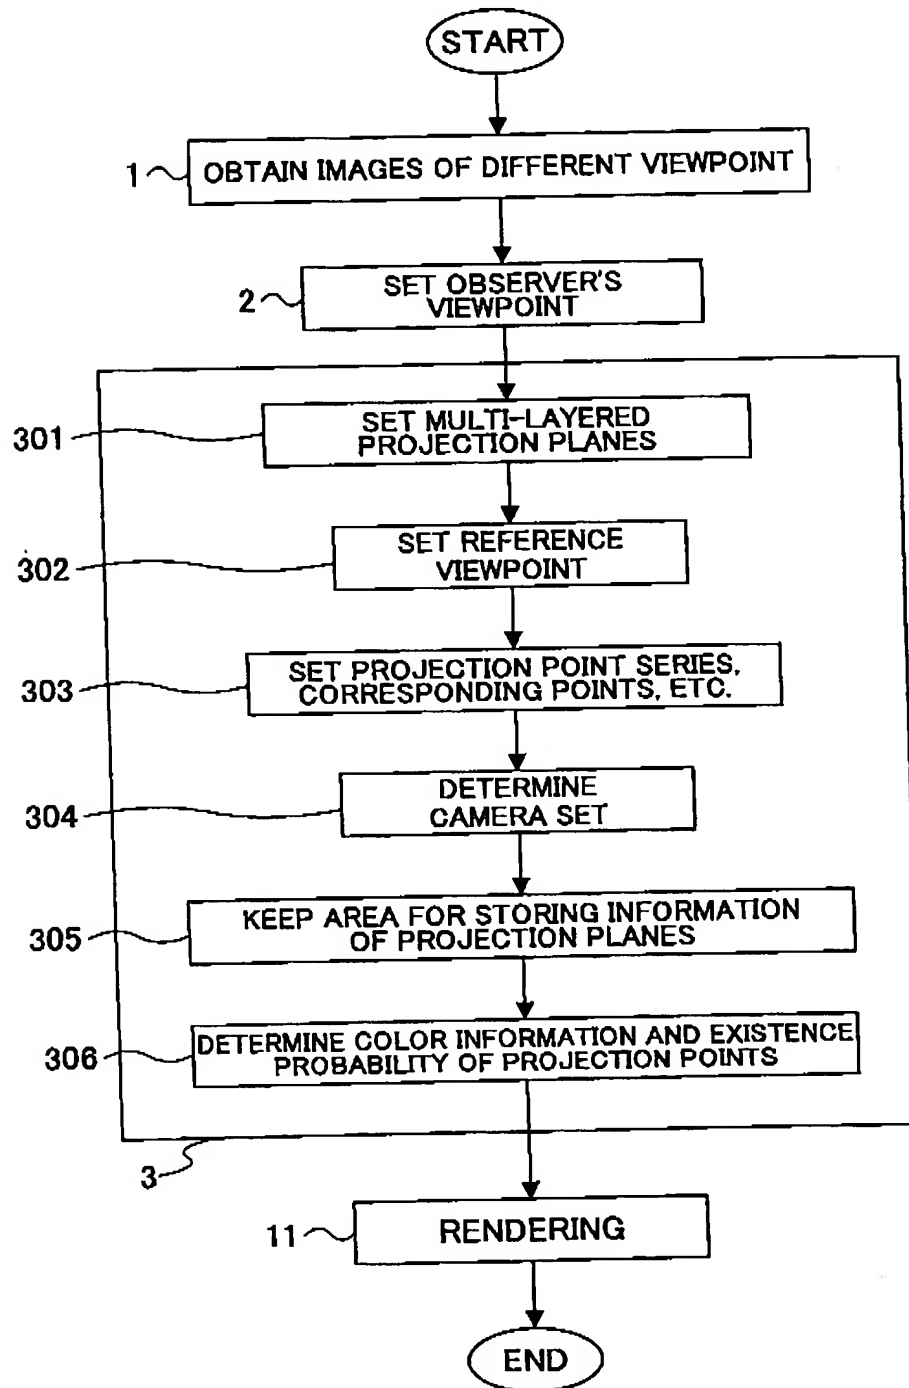 START
1
OBTAIN IMAGES OF DIFFERENT VIEWPOINT
2
SET OBSERVER'S
VIEWPOINT
301
SET MULTI-LAYERED
PROJECTION PLANES
302
SET REFERENCE
VIEWPOINT
303
SET PROJECTION POINT SERIES,
CORRESPONDING POINTS, ETC.
304
DETERMINE
CAMERA SET
305
KEEP AREA FOR STORING INFORMATION
OF PROJECTION PLANES
306
DETERMINE COLOR INFORMATION AND EXISTENCE
PROBABILITY OF PROJECTION POINTS
3
11
RENDERING
END